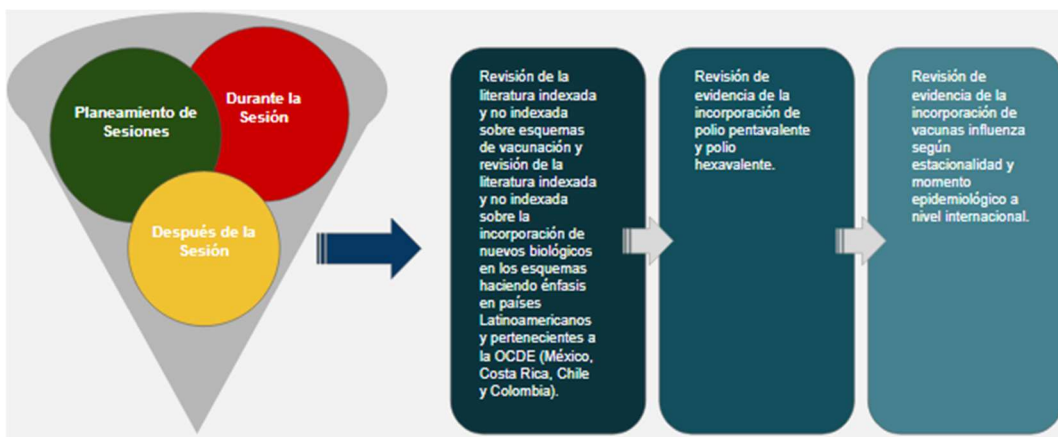 Planeamiento de
Sesiones
Durante la
Sesión
Después de la
Sesión
Revisión de la
literatura indexada
y no indexada
sobre esquemas
de vacunación y
revisión de la
literatura indexada
y no indexada
sobre la
incorporación de
nuevos biológicos
en los esquemas
haciendo énfasis
en países
Latinoamericanos
y pertenecientes a
la OCDE (México,
Costa Rica, Chile
y Colombia).
Revisión de
evidencia de la
incorporación de
polio pentavalente
y polio
hexavalente.
Revisión de
evidencia de la
incorporación de
vacunas influenza
según
estacionalidad y
momento
epidemiológico a
nivel internacional.